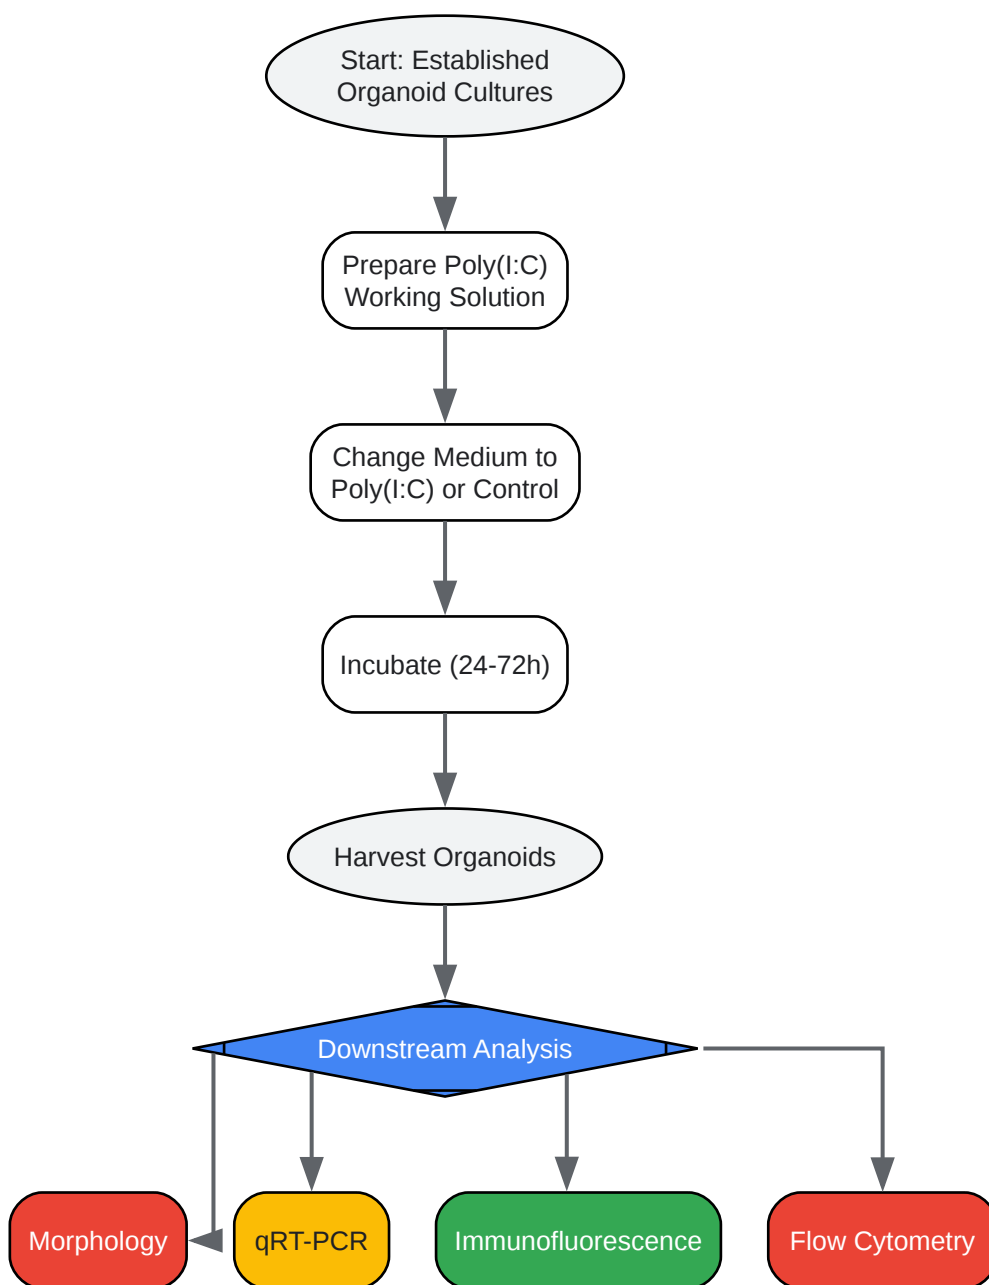 Start: Established
Organoid Cultures
Prepare Poly(I:C)
Working Solution
Change Medium to
Poly(I:C) or Control
Incubate (24-72h)
Harvest Organoids
Downstream Analysis
Morphology
qRT-PCR
Immunofluorescence
Flow Cytometry